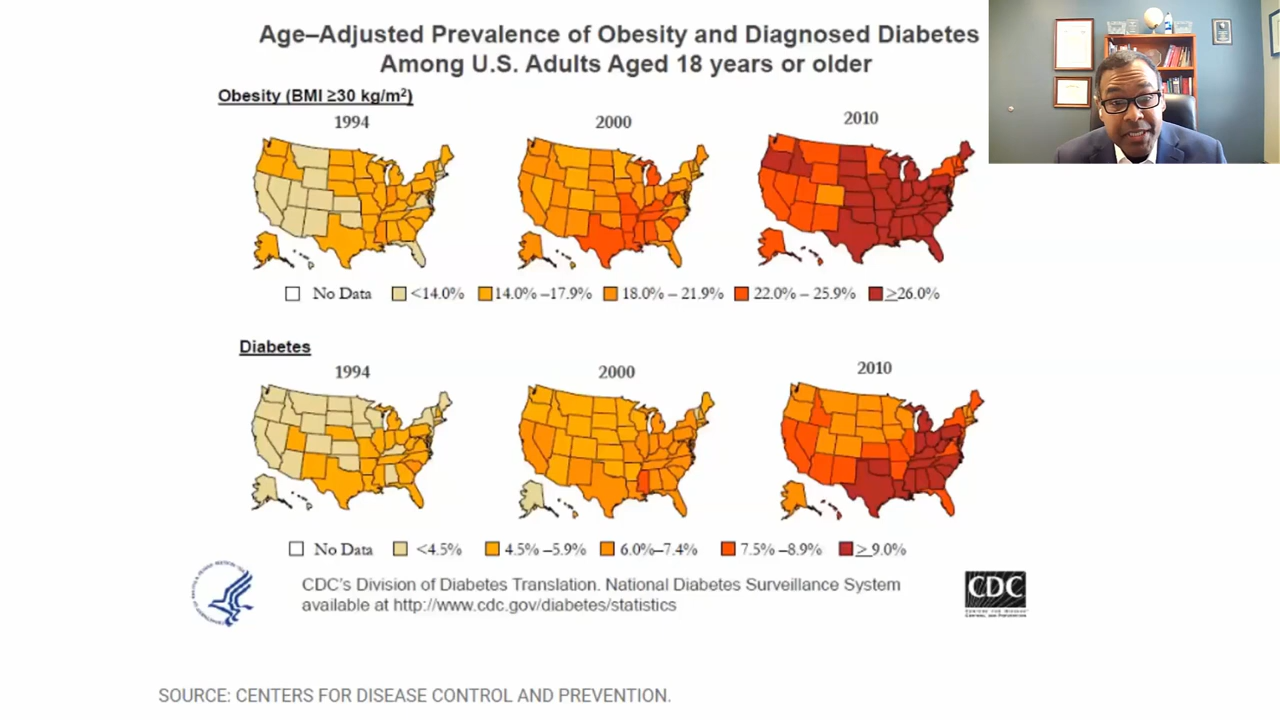 Age–Adjusted Prevalence of Obesity and Diagnosed Diabetes
Among U.S. Adults Aged 18 years or older
Obesity (BMI ≥30 kg/m²)
1994
2000
2010
No Data
<14.0%
14.0% –17.9%
18.0% – 21.9%
22.0% – 25.9%
≥26.0%
Diabetes
1994
2000
2010
No Data
<4.5%
4.5% –5.9%
6.0%–7.4%
7.5% –8.9%
≥9.0%
CDC's Division of Diabetes Translation. National Diabetes Surveillance System
available at http://www.cdc.gov/diabetes/statistics
CDC
SOURCE: CENTERS FOR DISEASE CONTROL AND PREVENTION.